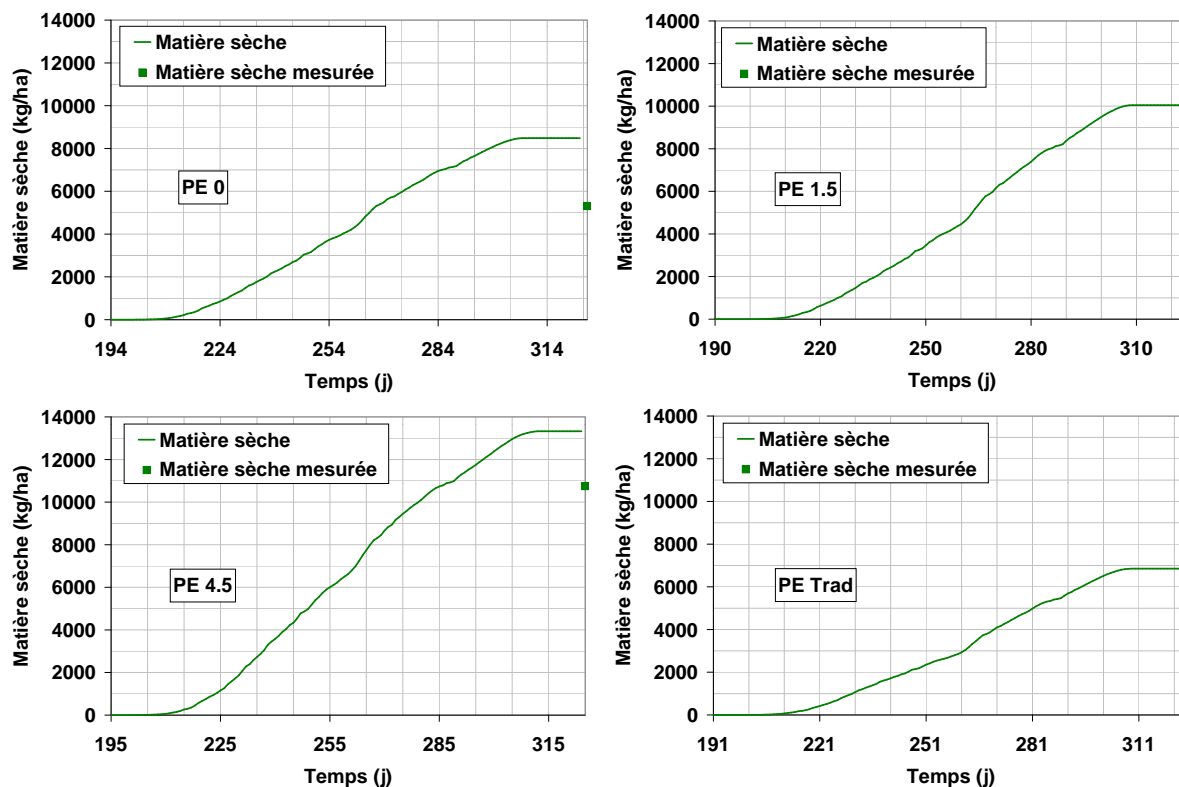 Matière sèche (kg/ha)
14000
12000
10000
8000
6000
4000
2000
0
Matière sèche
Matière sèche mesurée
PE 0
194 224 254 284 314
Temps (j)
Matière sèche (kg/ha)
14000
12000
10000
8000
6000
4000
2000
0
Matière sèche
Matière sèche mesurée
PE 1.5
190 220 250 280 310
Temps (j)
Matière sèche (kg/ha)
14000
12000
10000
8000
6000
4000
2000
0
Matière sèche
Matière sèche mesurée
PE 4.5
195 225 255 285 315
Temps (j)
Matière sèche (kg/ha)
14000
12000
10000
8000
6000
4000
2000
0
Matière sèche
Matière sèche mesurée
PE Trad
191 221 251 281 311
Temps (j)